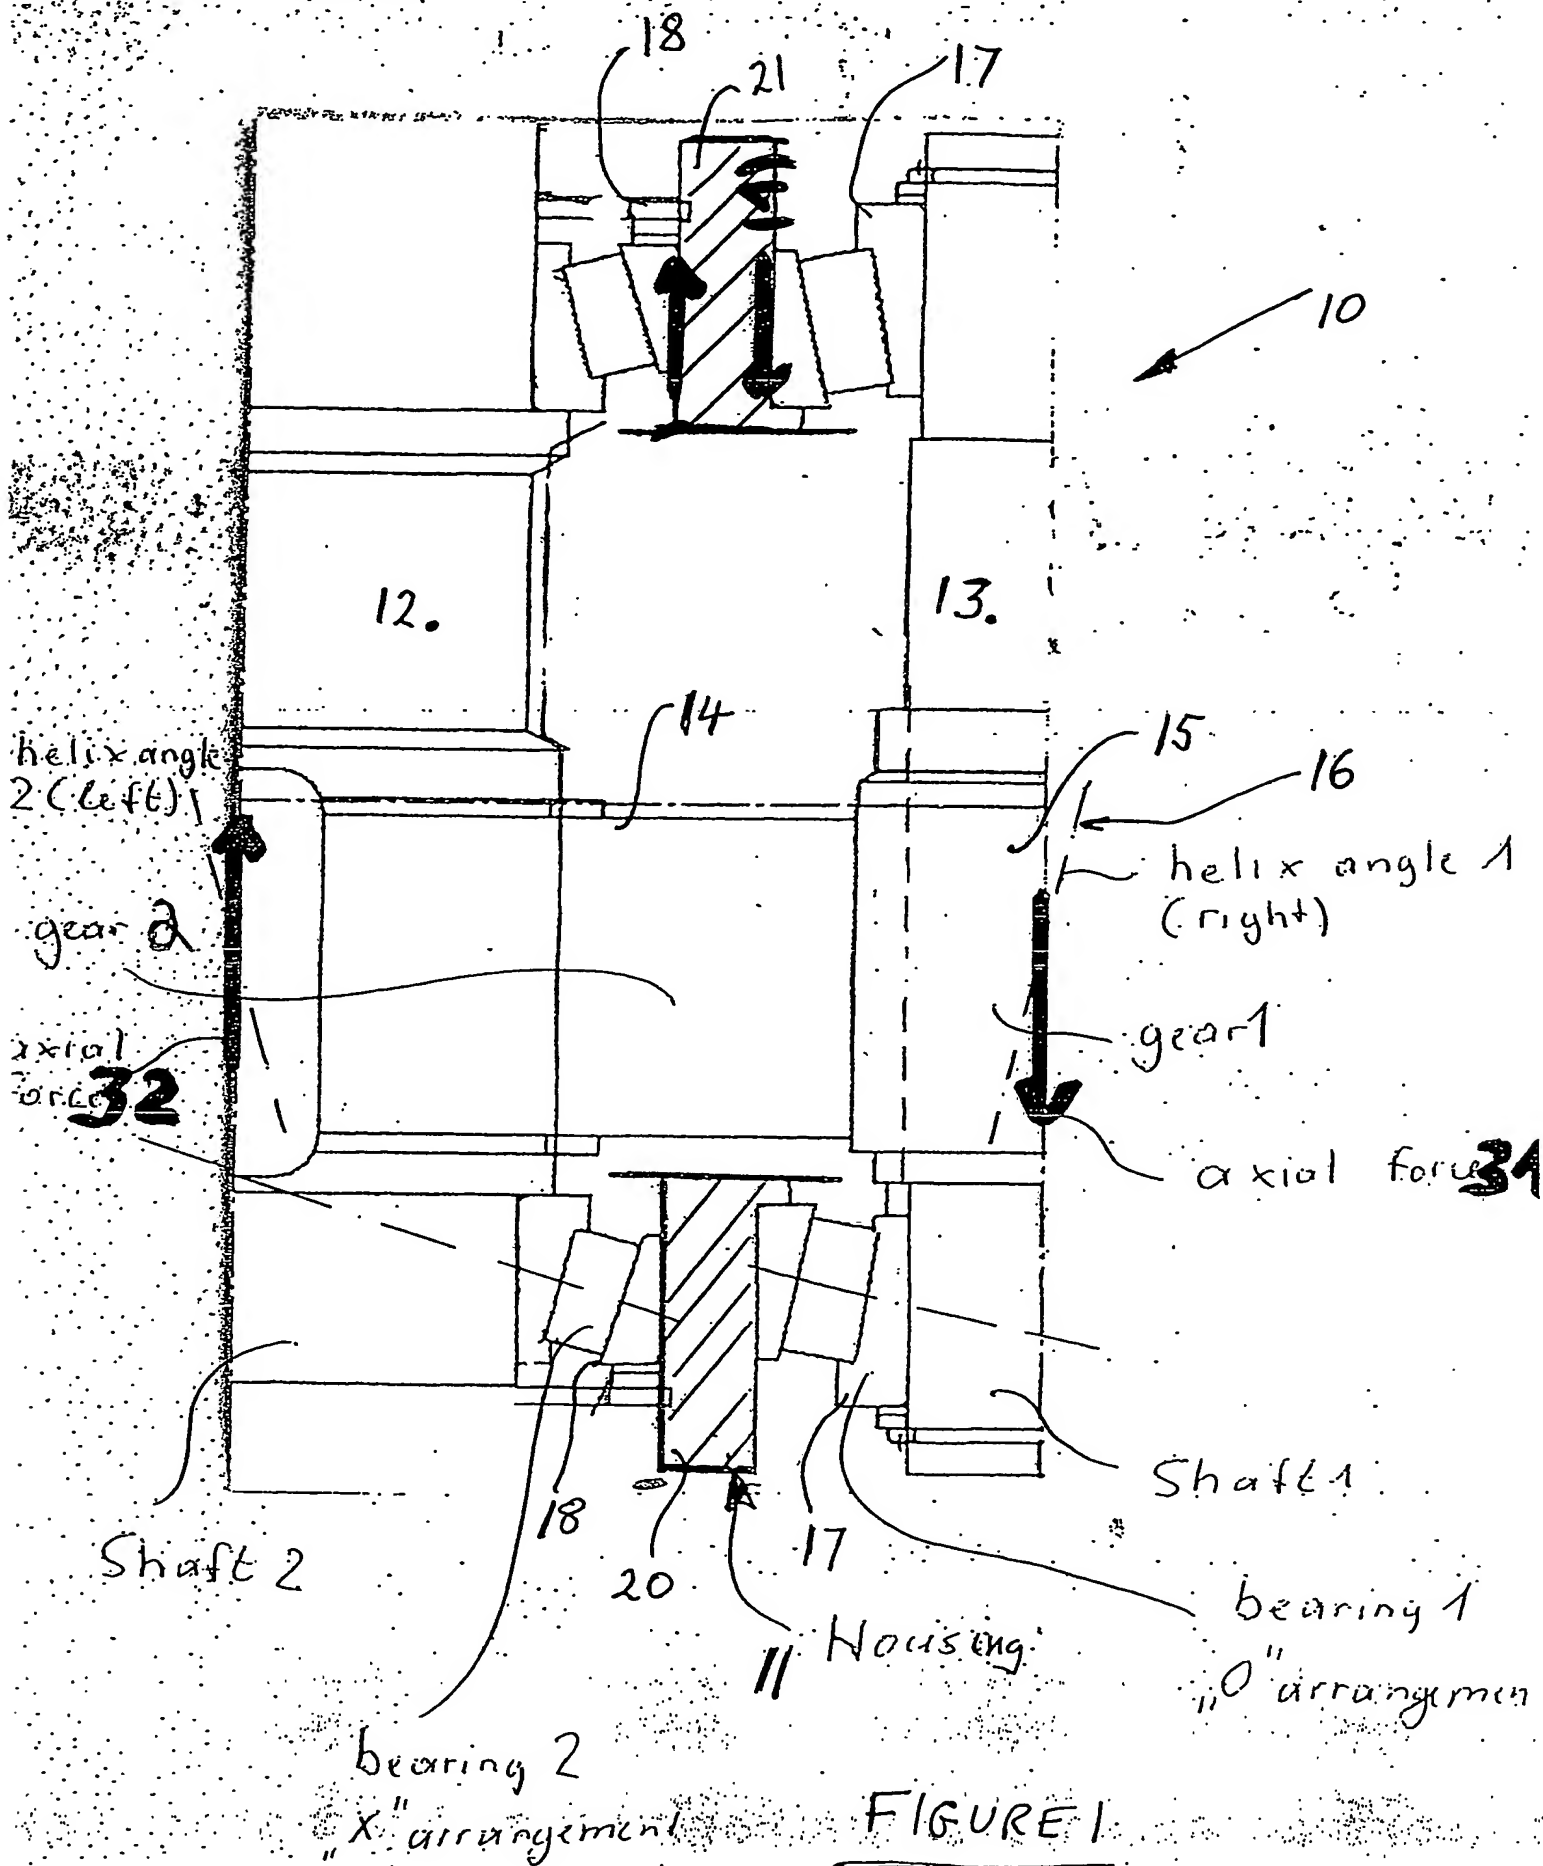 18
21
17
10
12.
13.
14
15
16
helix angle
2 (left)
helix angle 1
(right)
gear 2
gear 1
axial
32
axial force 31
Shaft 1
18
17
Shaft 2
20
bearing 1
11 Housing
„O" arrangemen
bearing 2
„X" arrangement
FIGURE 1